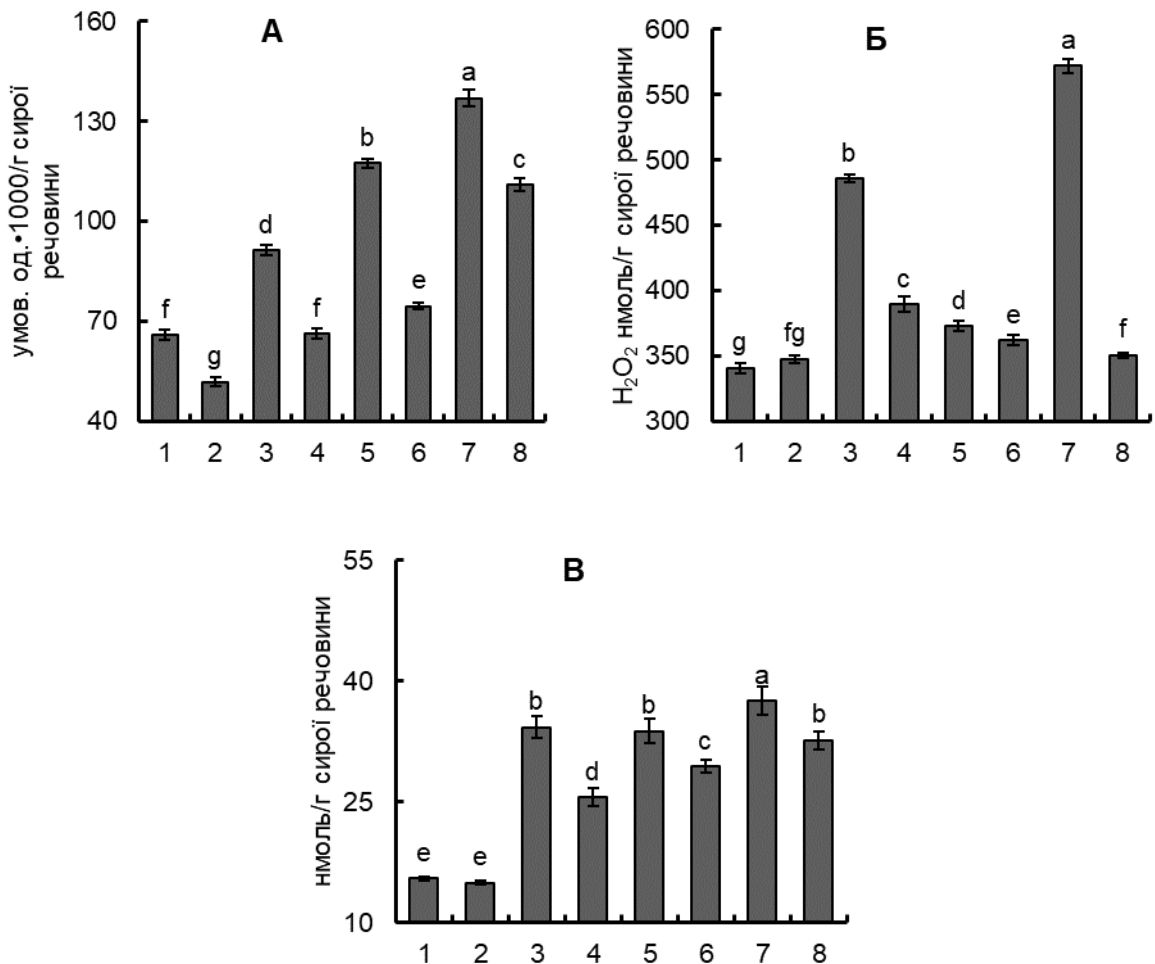 А
умов. од.•1000/г сирої
речовини
160
130
100
70
40
f
g
d
f
b
e
a
c
1 2 3 4 5 6 7 8
Б
H₂O₂ нмоль/г сирої речовини
600
550
500
450
400
350
300
g
fg
b
c
d
e
a
f
1 2 3 4 5 6 7 8
В
нмоль/г сирої речовини
55
40
25
10
e
e
b
d
b
c
a
b
1 2 3 4 5 6 7 8